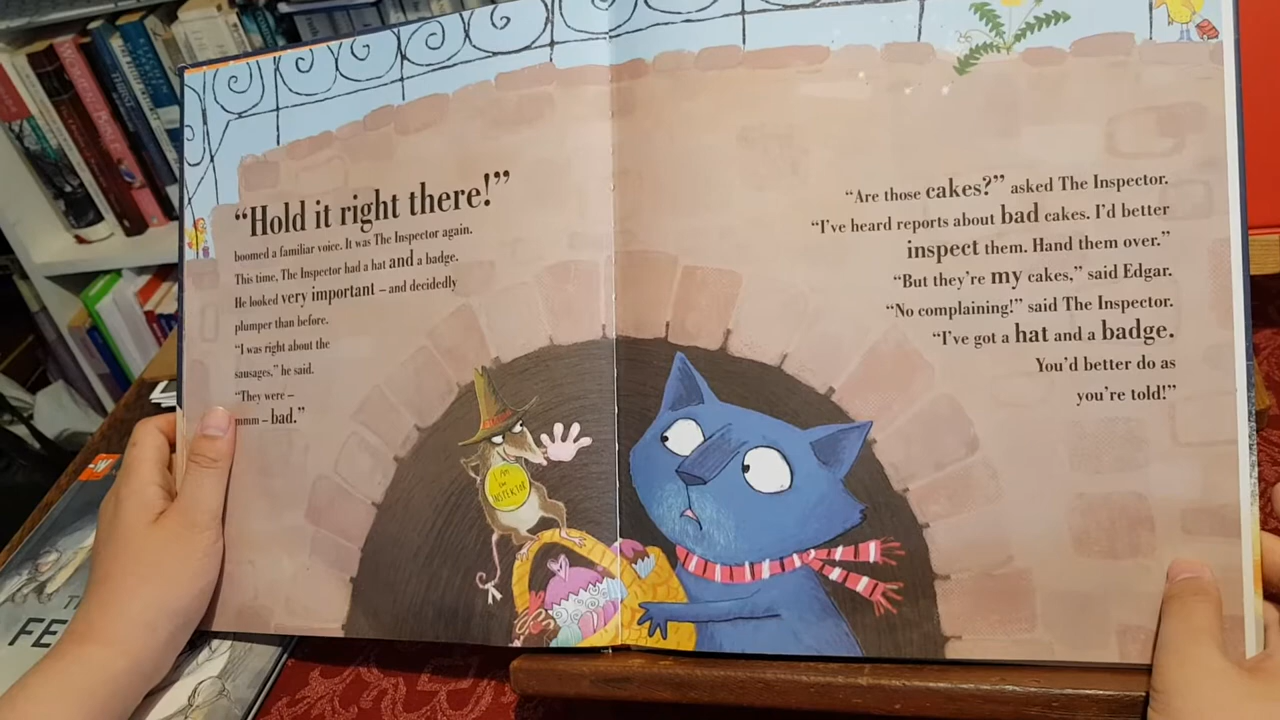 “Hold it right there!”
boomed a familiar voice. It was The Inspector again.
This time, The Inspector had a hat and a badge.
He looked very important – and decidedly
plumper than before.
“I was right about the
sausages,” he said.
“They were –
mmm – bad.”
I AM
the
INSPEKTOR
“Are those cakes?” asked The Inspector.
“I’ve heard reports about bad cakes. I’d better
inspect them. Hand them over.”
“But they’re my cakes,” said Edgar.
“No complaining!” said The Inspector.
“I’ve got a hat and a badge.
You’d better do as
you’re told!”
FE